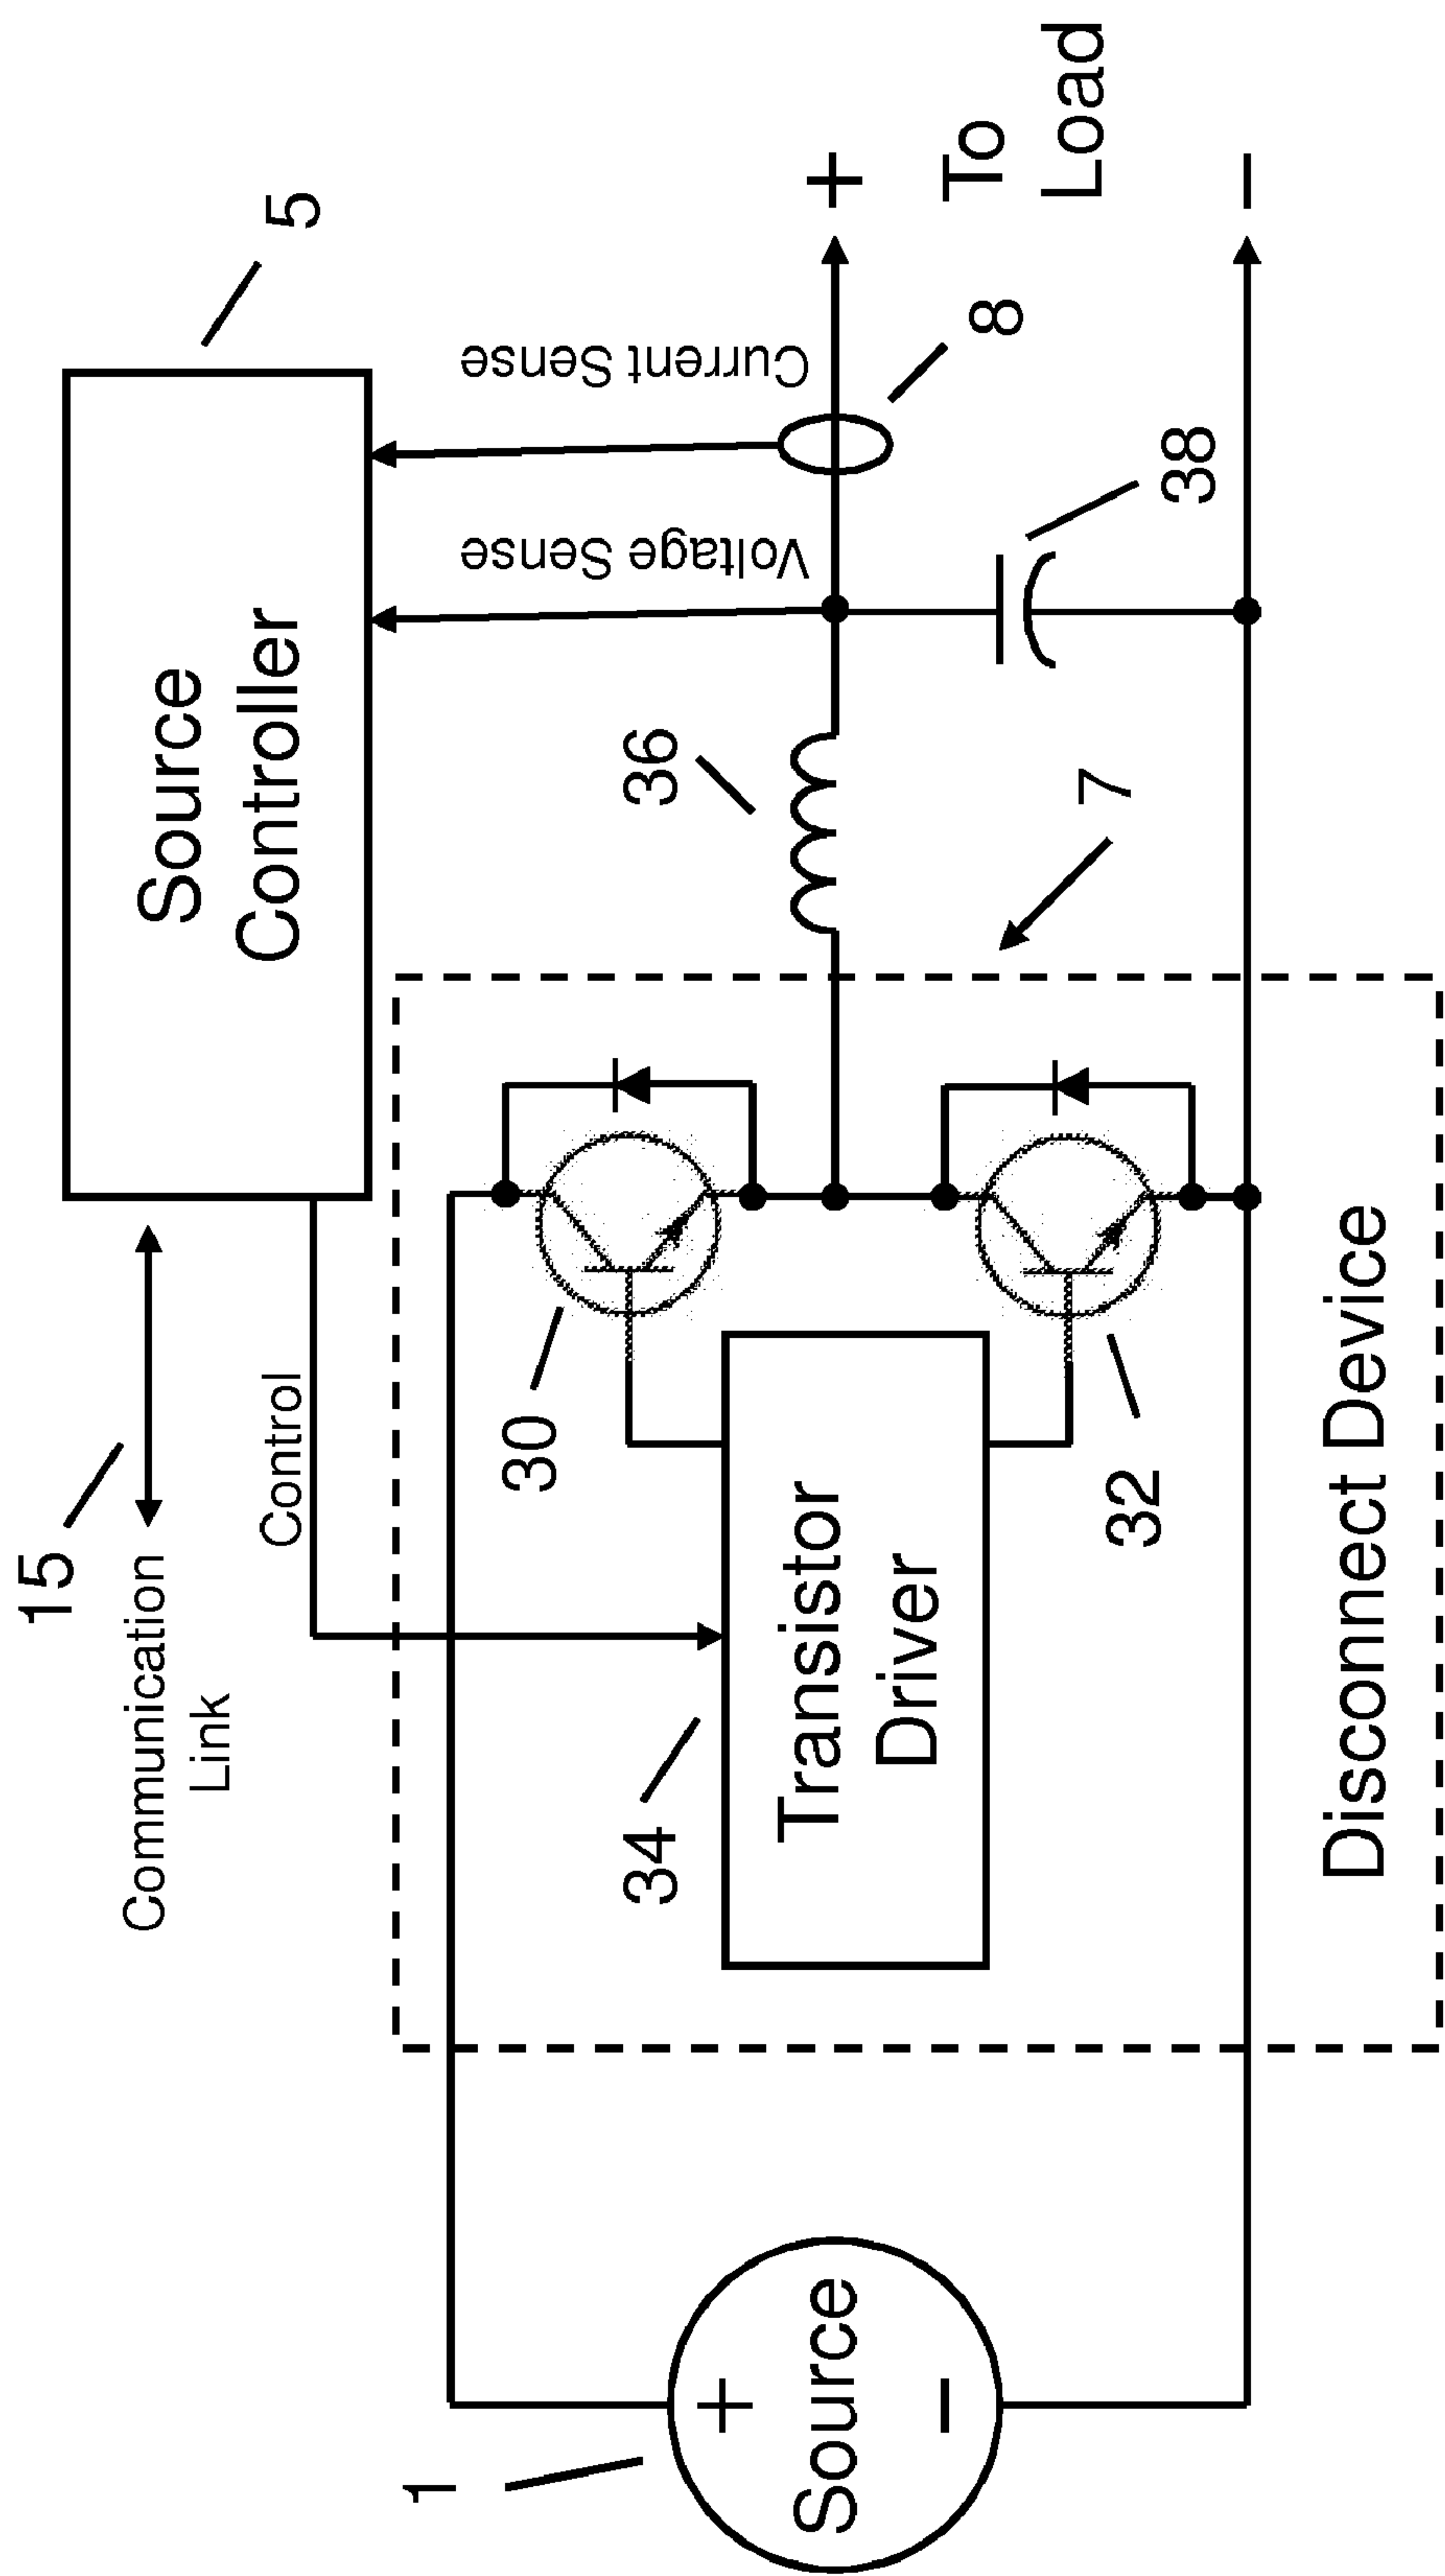 15
Communication
Link
Control
Source
Controller
5
Voltage Sense
Current Sense
30
34
Transistor
Driver
32
36
7
38
8
+
To
Load
−
1
+
Source
−
Disconnect Device